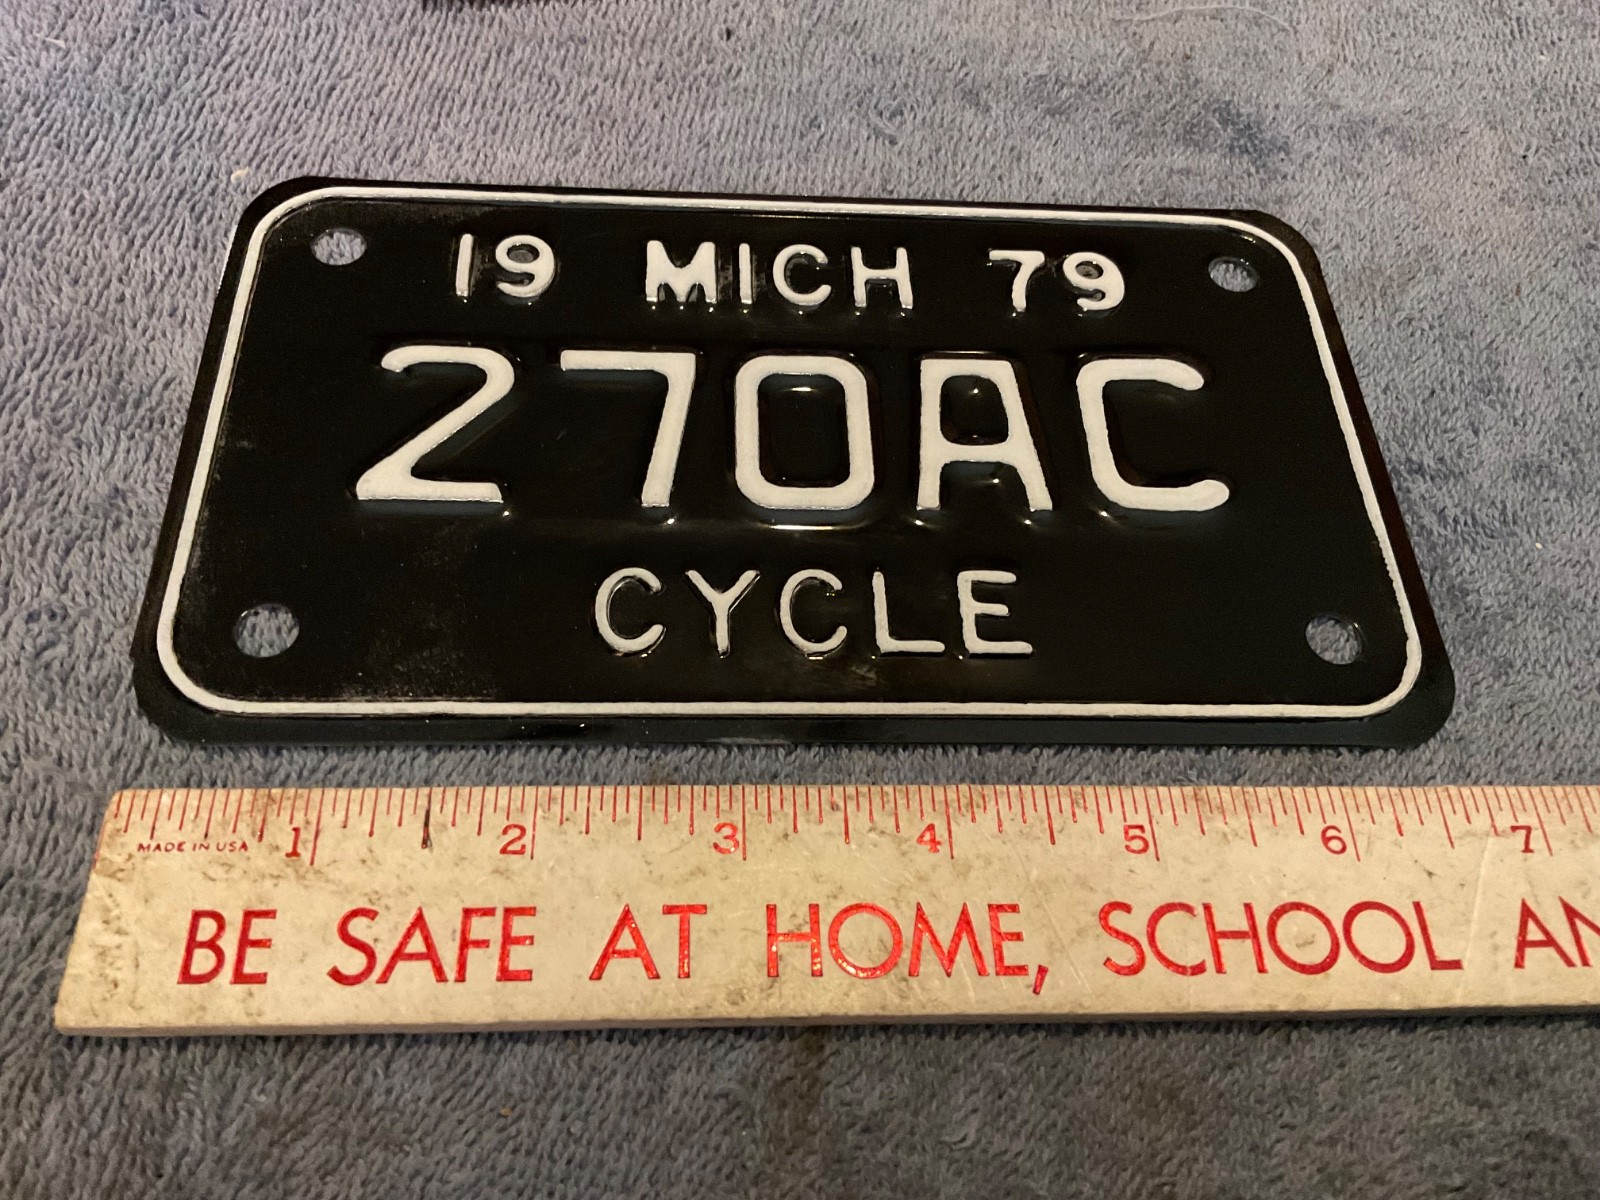 19 MICH 79
270AC
CYCLE
1 2 3 4 5 6 7
MADE IN USA
BE SAFE AT HOME, SCHOOL AN